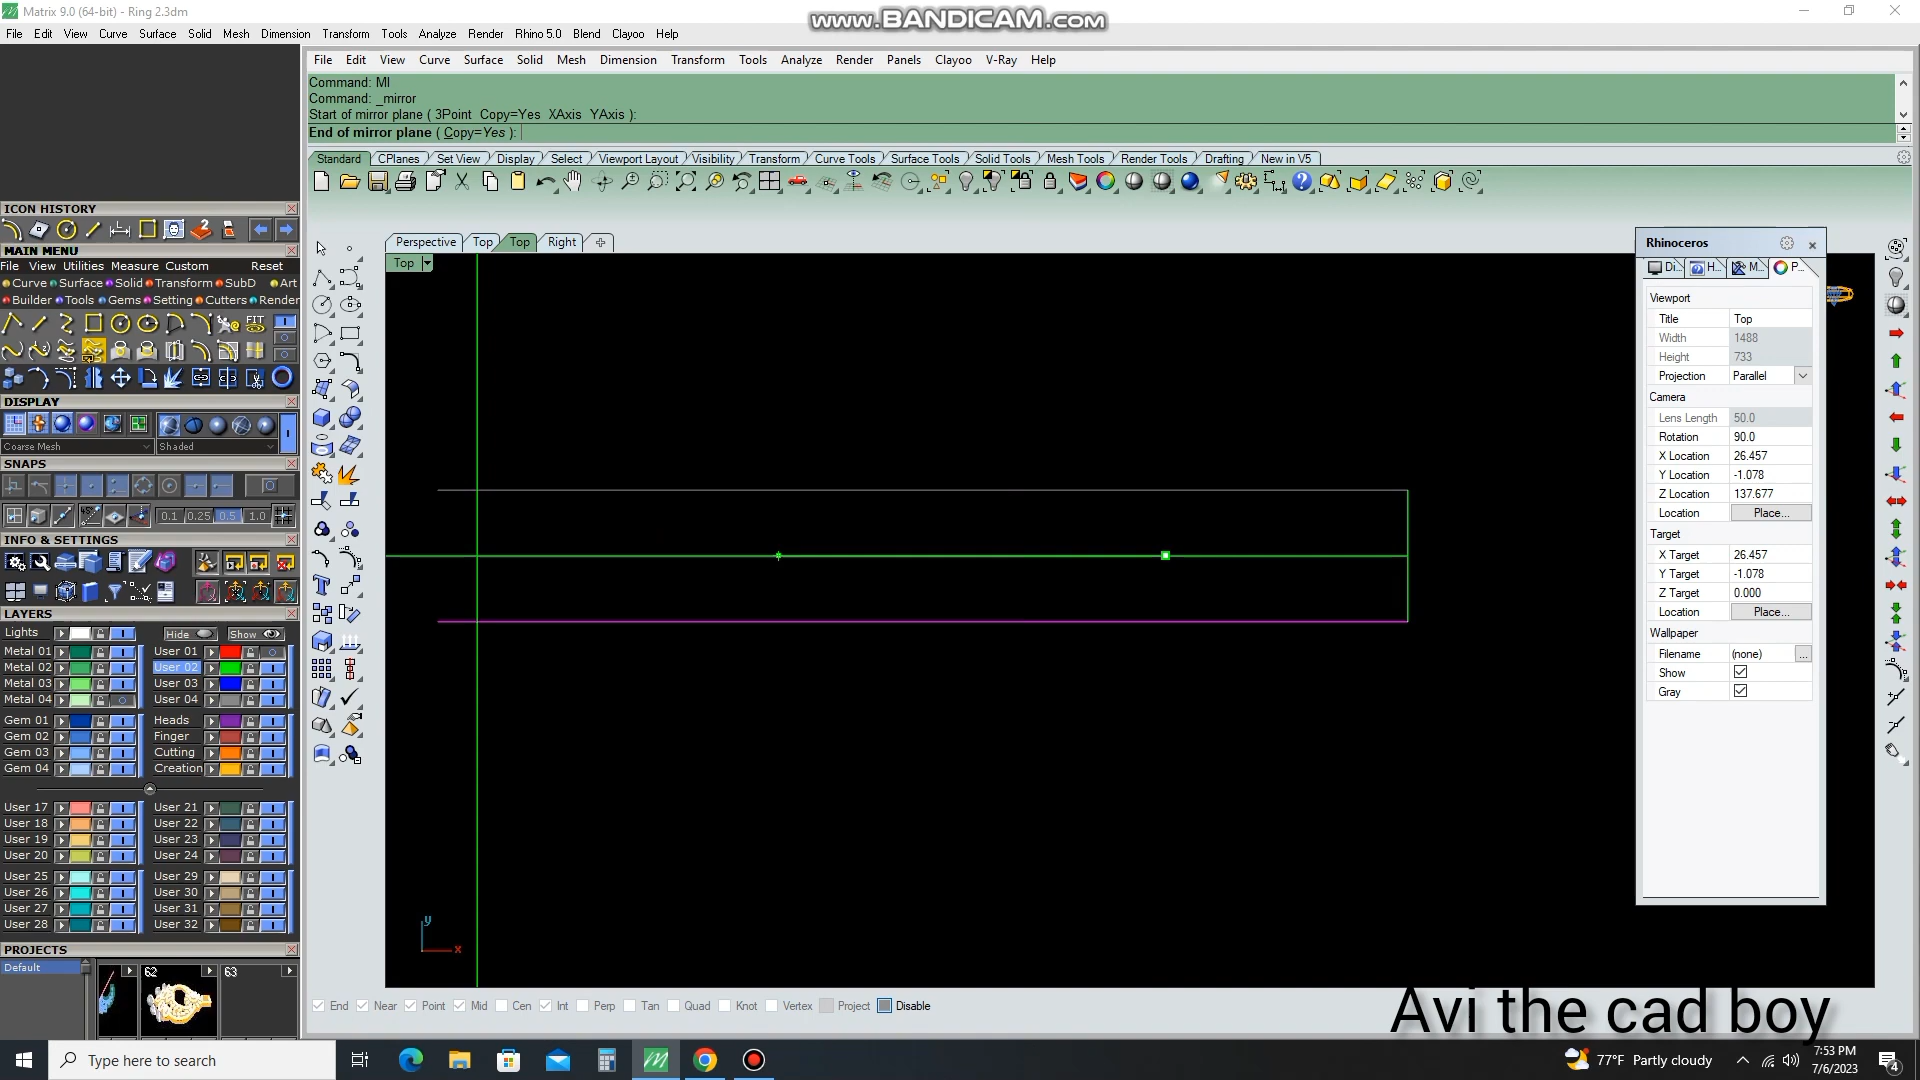 Matrix 9.0 (64-bit) - Ring 2.3dm
www.BANDICAM.com
File Edit View Curve Surface Solid Mesh Dimension Transform Tools Analyze Render Rhino 5.0 Blend Clayoo Help
File Edit View Curve Surface Solid Mesh Dimension Transform Tools Analyze Render Panels Clayoo V-Ray Help
Command: MI
Command: _mirror
Start of mirror plane ( 3Point Copy=Yes XAxis YAxis ):
End of mirror plane ( Copy=Yes ):
Standard CPlanes Set View Display Select Viewport Layout Visibility Transform Curve Tools Surface Tools Solid Tools Mesh Tools Render Tools Drafting New in V5
ICON HISTORY
MAIN MENU
File View Utilities Measure Custom Reset
Curve Surface Solid Transform SubD Art
Builder Tools Gems Setting Cutters Render
FIT
DISPLAY
Coarse Mesh Shaded
SNAPS
0.1 0.25 0.5 1.0
INFO & SETTINGS
LAYERS
Lights Hide Show
Metal 01 User 01
Metal 02 User 02
Metal 03 User 03
Metal 04 User 04
Gem 01 Heads
Gem 02 Finger
Gem 03 Cutting
Gem 04 Creation
User 17 User 21
User 18 User 22
User 19 User 23
User 20 User 24
User 25 User 29
User 26 User 30
User 27 User 31
User 28 User 32
PROJECTS
Default
62 63
Perspective Top Top Right
Top
y
x
Rhinoceros
Di.. H.. M.. P..
Viewport
Title Top
Width 1488
Height 733
Projection Parallel
Camera
Lens Length 50.0
Rotation 90.0
X Location 26.457
Y Location -1.078
Z Location 137.677
Location Place...
Target
X Target 26.457
Y Target -1.078
Z Target 0.000
Location Place...
Wallpaper
Filename (none) ...
Show
Gray
End Near Point Mid Cen Int Perp Tan Quad Knot Vertex Project Disable
Avi the cad boy
Type here to search
77°F Partly cloudy
7:53 PM
7/6/2023
4